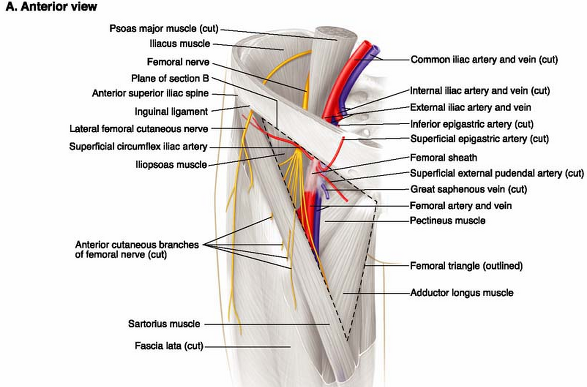 A. Anterior view
Psoas major muscle (cut)
Iliacus muscle
Femoral nerve
Plane of section B
Anterior superior iliac spine
Inguinal ligament
Lateral femoral cutaneous nerve
Superficial circumflex iliac artery
Iliopsoas muscle
Anterior cutaneous branches
of femoral nerve (cut)
Sartorius muscle
Fascia lata (cut)
Common iliac artery and vein (cut)
Internal iliac artery and vein (cut)
External iliac artery and vein
Inferior epigastric artery (cut)
Superficial epigastric artery (cut)
Femoral sheath
Superficial external pudendal artery (cut)
Great saphenous vein (cut)
Femoral artery and vein
Pectineus muscle
Femoral triangle (outlined)
Adductor longus muscle